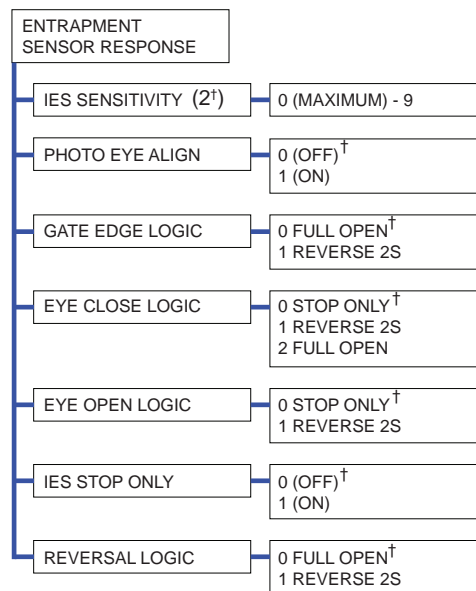 ENTRAPMENT
SENSOR RESPONSE
IES SENSITIVITY (2†)
0 (MAXIMUM) - 9
PHOTO EYE ALIGN
0 (OFF)†
1 (ON)
GATE EDGE LOGIC
0 FULL OPEN†
1 REVERSE 2S
EYE CLOSE LOGIC
0 STOP ONLY†
1 REVERSE 2S
2 FULL OPEN
EYE OPEN LOGIC
0 STOP ONLY†
1 REVERSE 2S
IES STOP ONLY
0 (OFF)†
1 (ON)
REVERSAL LOGIC
0 FULL OPEN†
1 REVERSE 2S